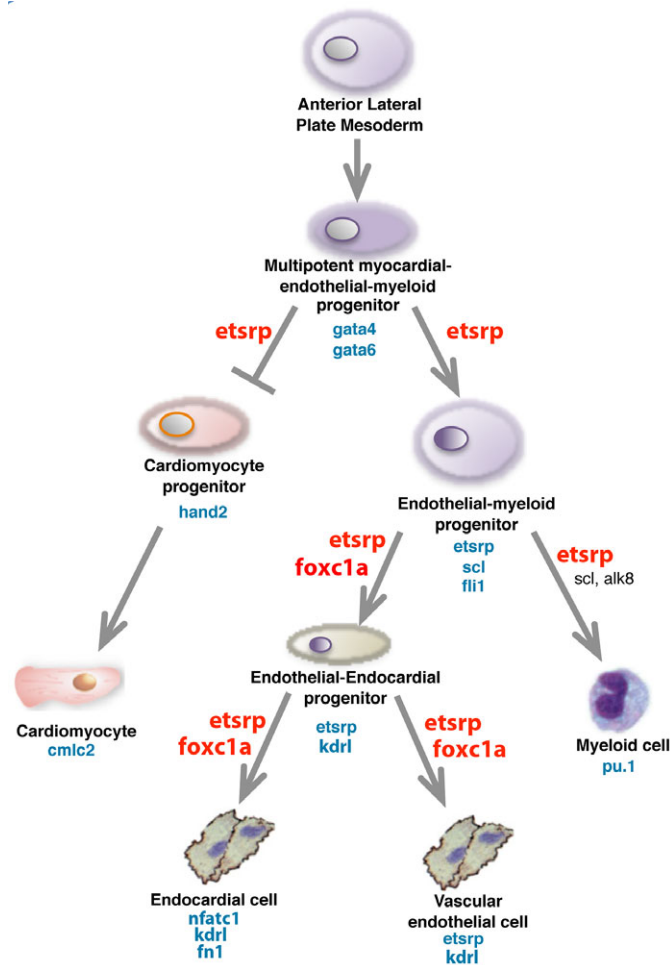 Anterior Lateral
Plate Mesoderm
Multipotent myocardial-
endothelial-myeloid
progenitor
etsrp
gata4
gata6
etsrp
Cardiomyocyte
progenitor
hand2
Endothelial-myeloid
progenitor
etsrp
scl
fli1
etsrp
foxc1a
etsrp
scl, alk8
Endothelial-Endocardial
progenitor
etsrp
kdrl
Cardiomyocyte
cmlc2
etsrp
foxc1a
etsrp
foxc1a
Myeloid cell
pu.1
Endocardial cell
nfatc1
kdrl
fn1
Vascular
endothelial cell
etsrp
kdrl